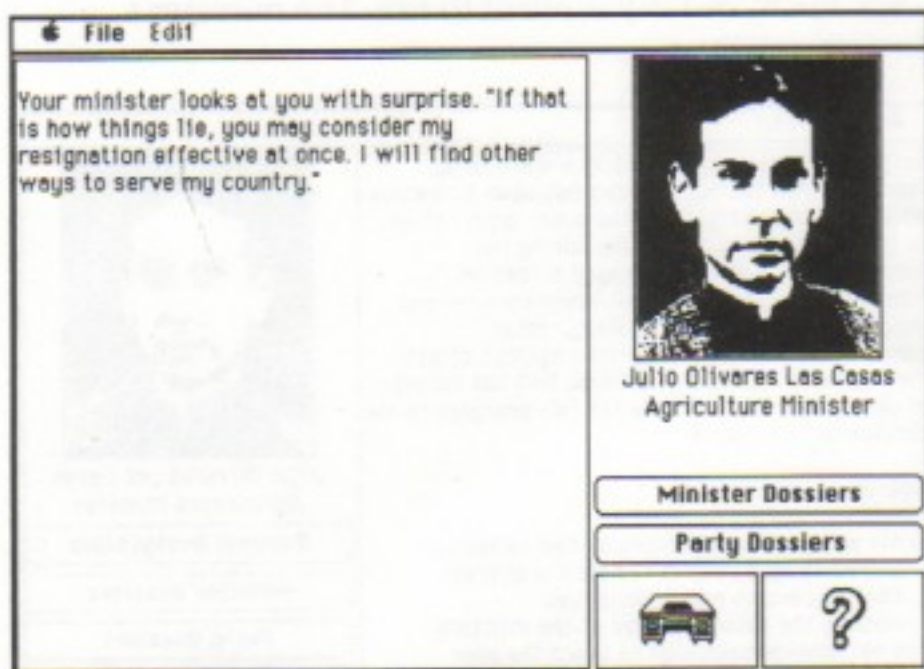 File Edit
Your minister looks at you with surprise. "If that
is how things lie, you may consider my
resignation effective at once. I will find other
ways to serve my country."
Julio Olivares Las Casas
Agriculture Minister
Minister Dossiers
Party Dossiers
?